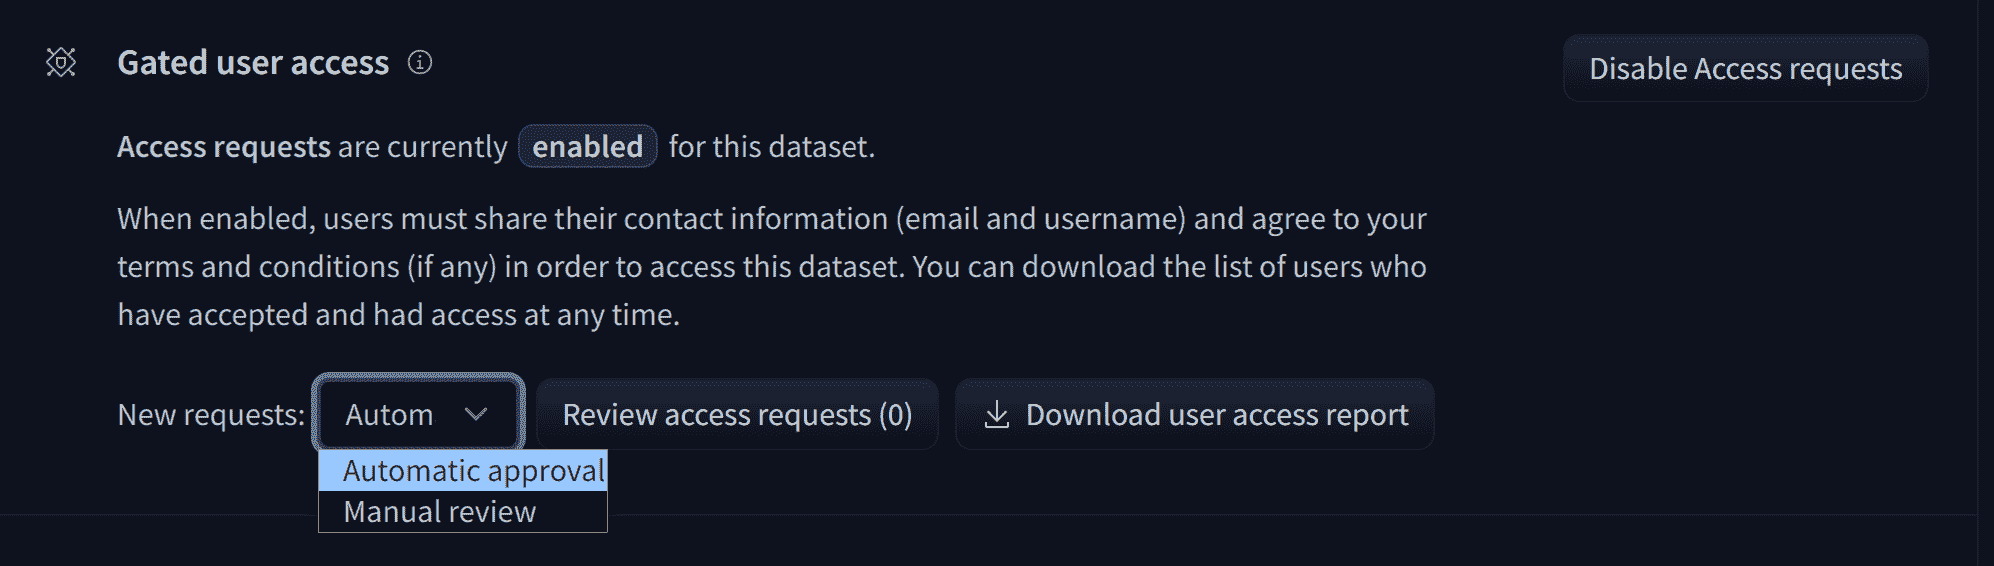 Gated user access
Disable Access requests
Access requests are currently enabled for this dataset.
When enabled, users must share their contact information (email and username) and agree to your
terms and conditions (if any) in order to access this dataset. You can download the list of users who
have accepted and had access at any time.
New requests: Autom Review access requests (0) Download user access report
Automatic approval
Manual review